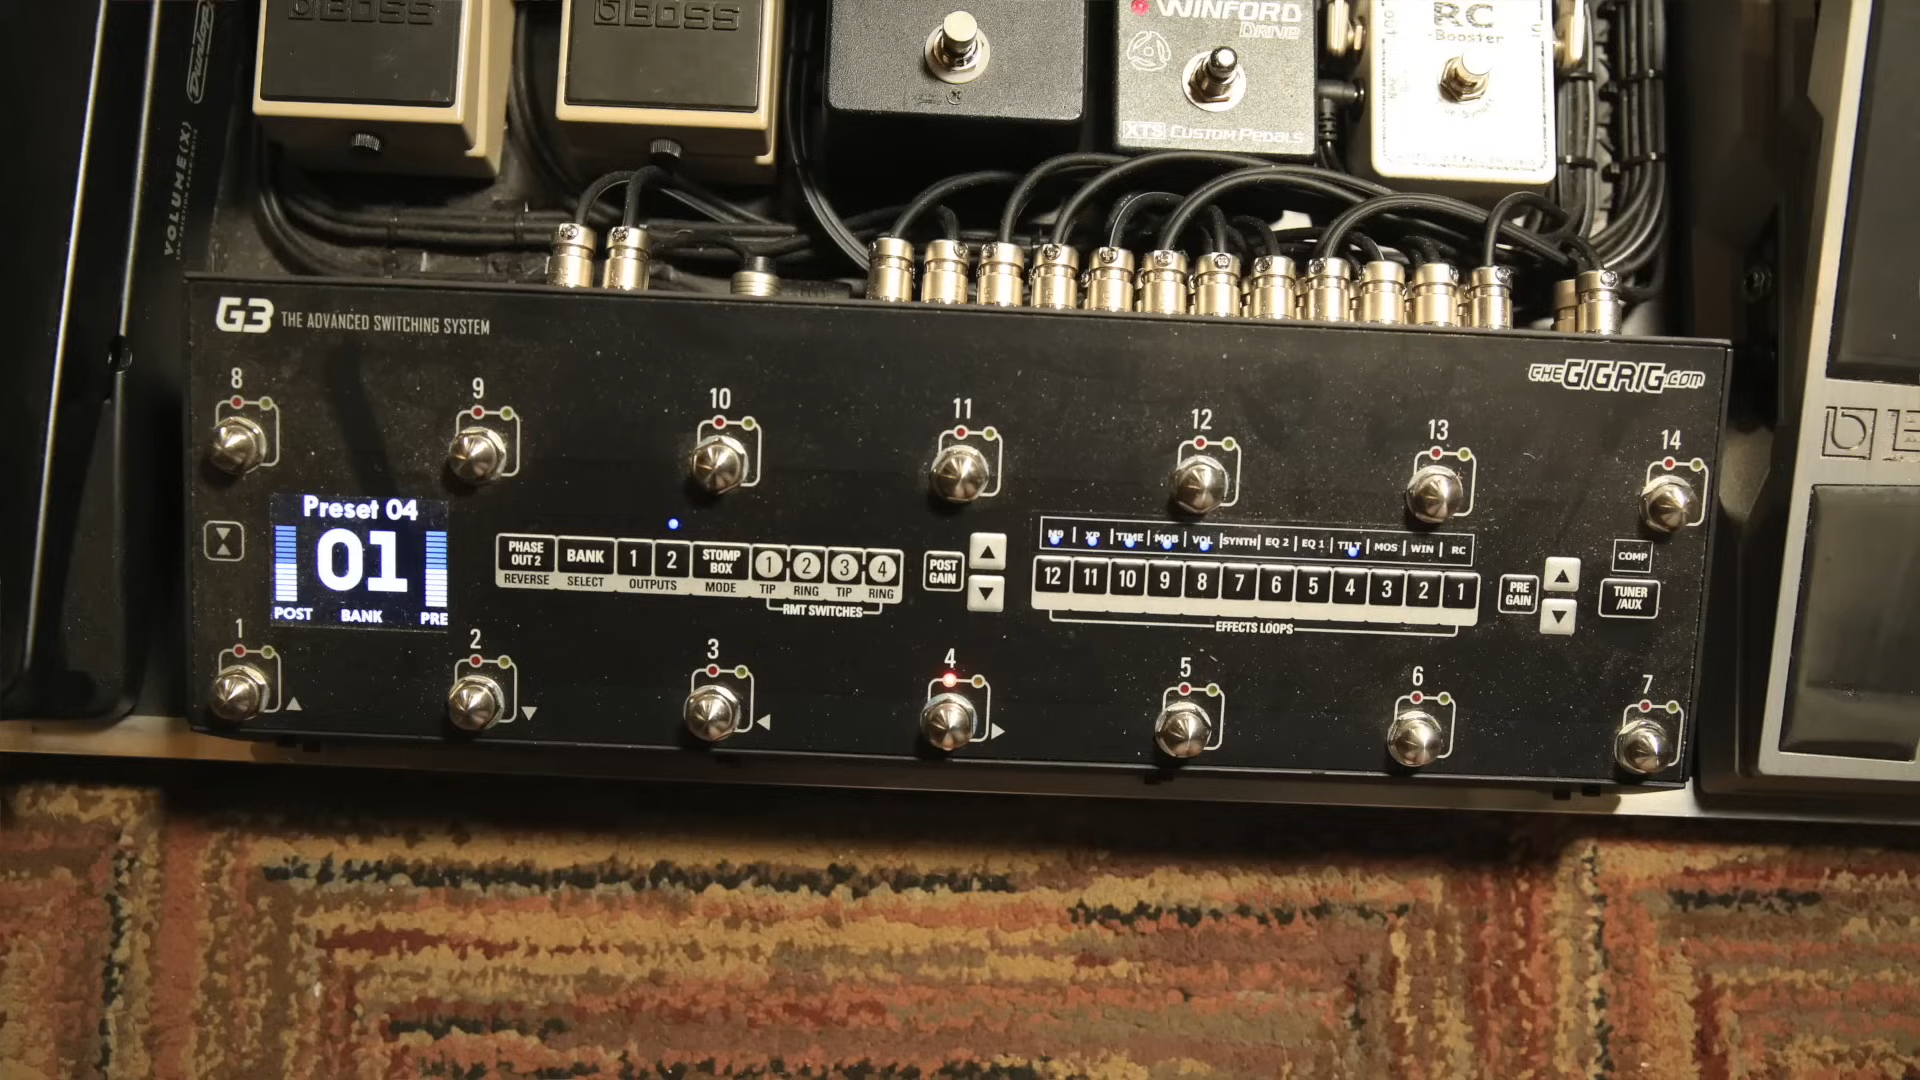 BOSS
BOSS
WINFORD
DRIVE
XTS CUSTOM PEDALS
RC
-Booster
Dunlop
VOLUME (X)
G3 THE ADVANCED SWITCHING SYSTEM
THEGIGRIG.COM
8
9
10
11
12
13
14
Preset 04
01
POST BANK PRE
PHASE
OUT 2
REVERSE
BANK
SELECT
1 2
OUTPUTS
STOMP
BOX
MODE
1 2 3 4
TIP RING TIP RING
RMT SWITCHES
POST
GAIN
M9 XP TIME MOB VOL SYNTH EQ 2 EQ 1 TILT MOS WIN RC
12 11 10 9 8 7 6 5 4 3 2 1
EFFECTS LOOPS
PRE
GAIN
COMP
TUNER
/AUX
1
2
3
4
5
6
7